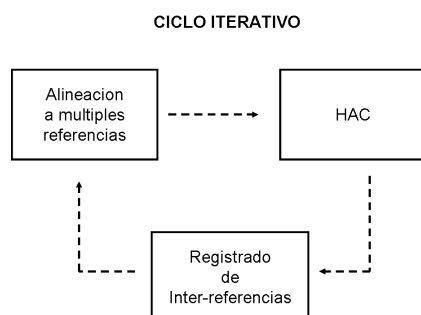 CICLO ITERATIVO
Alineacion
a multiples
referencias
HAC
Registrado
de
Inter-referencias